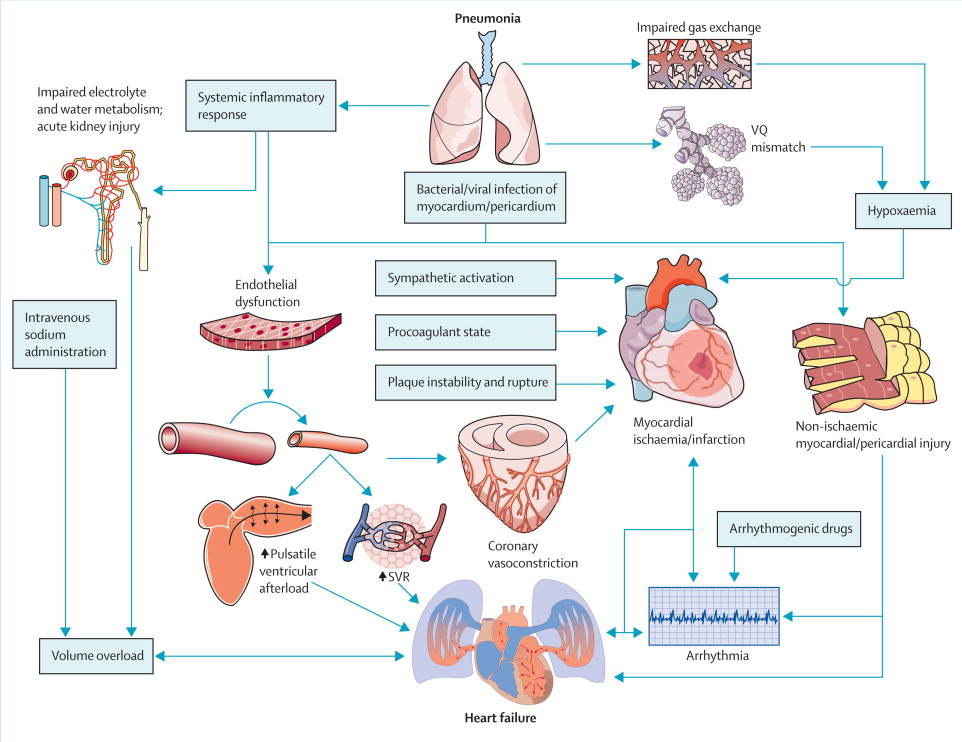 Pneumonia
Impaired gas exchange
Impaired electrolyte
and water metabolism;
acute kidney injury
Systemic inflammatory
response
VQ
mismatch
Bacterial/viral infection of
myocardium/pericardium
Hypoxaemia
Endothelial
dysfunction
Sympathetic activation
Intravenous
sodium
administration
Procoagulant state
Plaque instability and rupture
Myocardial
ischaemia/infarction
Non-ischaemic
myocardial/pericardial injury
Arrhythmogenic drugs
Coronary
vasoconstriction
Pulsatile
ventricular
afterload
SVR
Volume overload
Arrhythmia
Heart failure